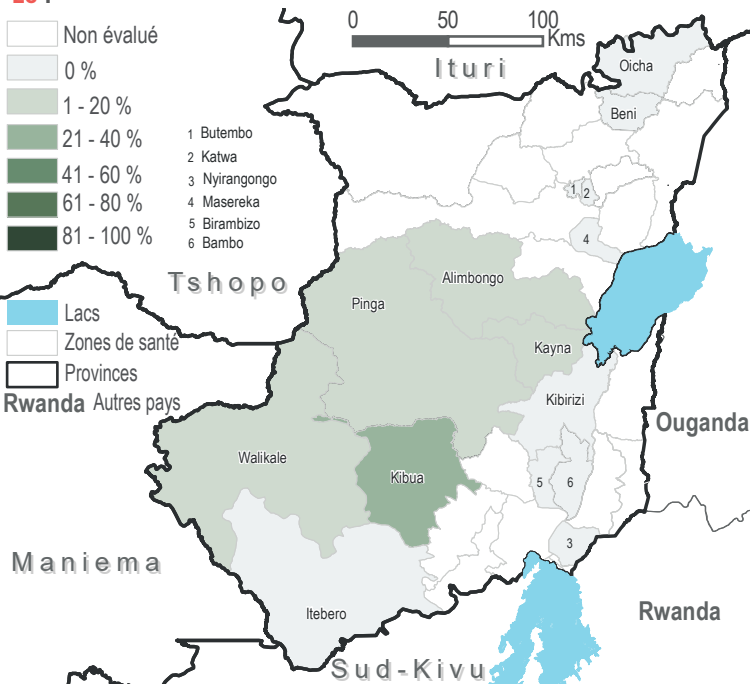 0 50 100
Kms
Non évalué
0 %
1 - 20 %
21 - 40 %
41 - 60 %
61 - 80 %
81 - 100 %
1 Butembo
2 Katwa
3 Nyirangongo
4 Masereka
5 Birambizo
6 Bambo
Lacs
Zones de santé
Provinces
Rwanda Autres pays
Ituri
Oicha
Beni
1 2
4
Tshopo
Alimbongo
Pinga
Kayna
Kibirizi
Ouganda
Walikale
Kibua
5 6
3
Maniema
Itebero
Rwanda
Sud-Kivu